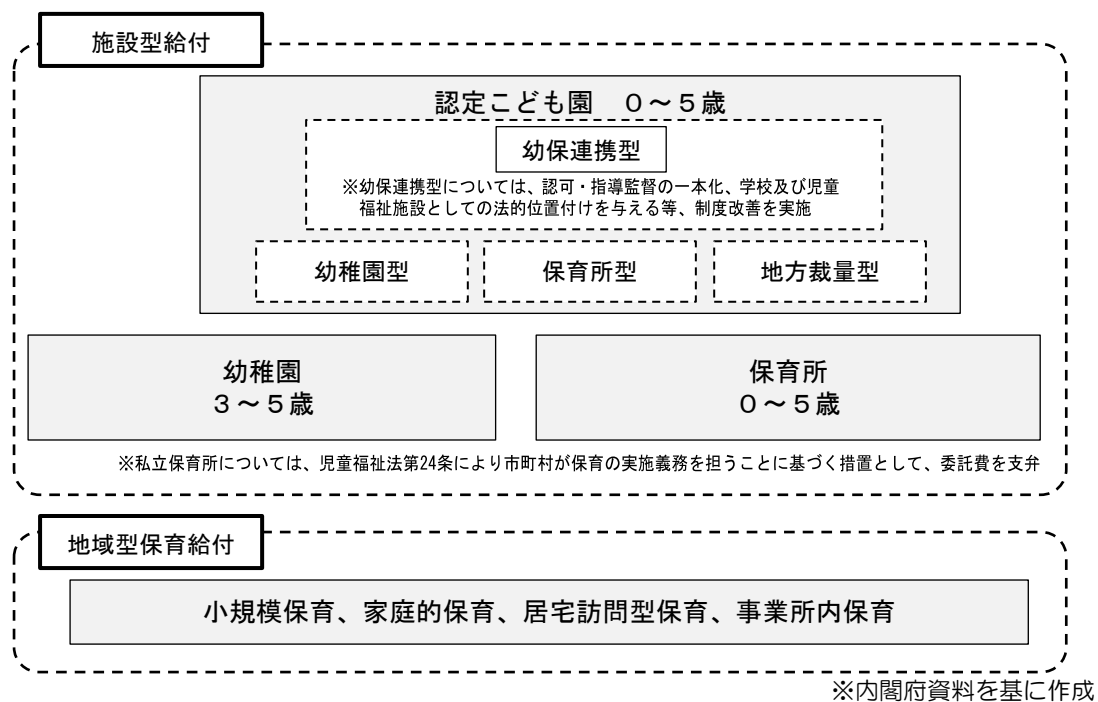 施設型給付
認定こども園　０～５歳
幼保連携型
※幼保連携型については、認可・指導監督の一本化、学校及び児童
福祉施設としての法的位置付けを与える等、制度改善を実施
幼稚園型
保育所型
地方裁量型
幼稚園
３～５歳
保育所
０～５歳
※私立保育所については、児童福祉法第24条により市町村が保育の実施義務を担うことに基づく措置として、委託費を支弁
地域型保育給付
小規模保育、家庭的保育、居宅訪問型保育、事業所内保育
※内閣府資料を基に作成